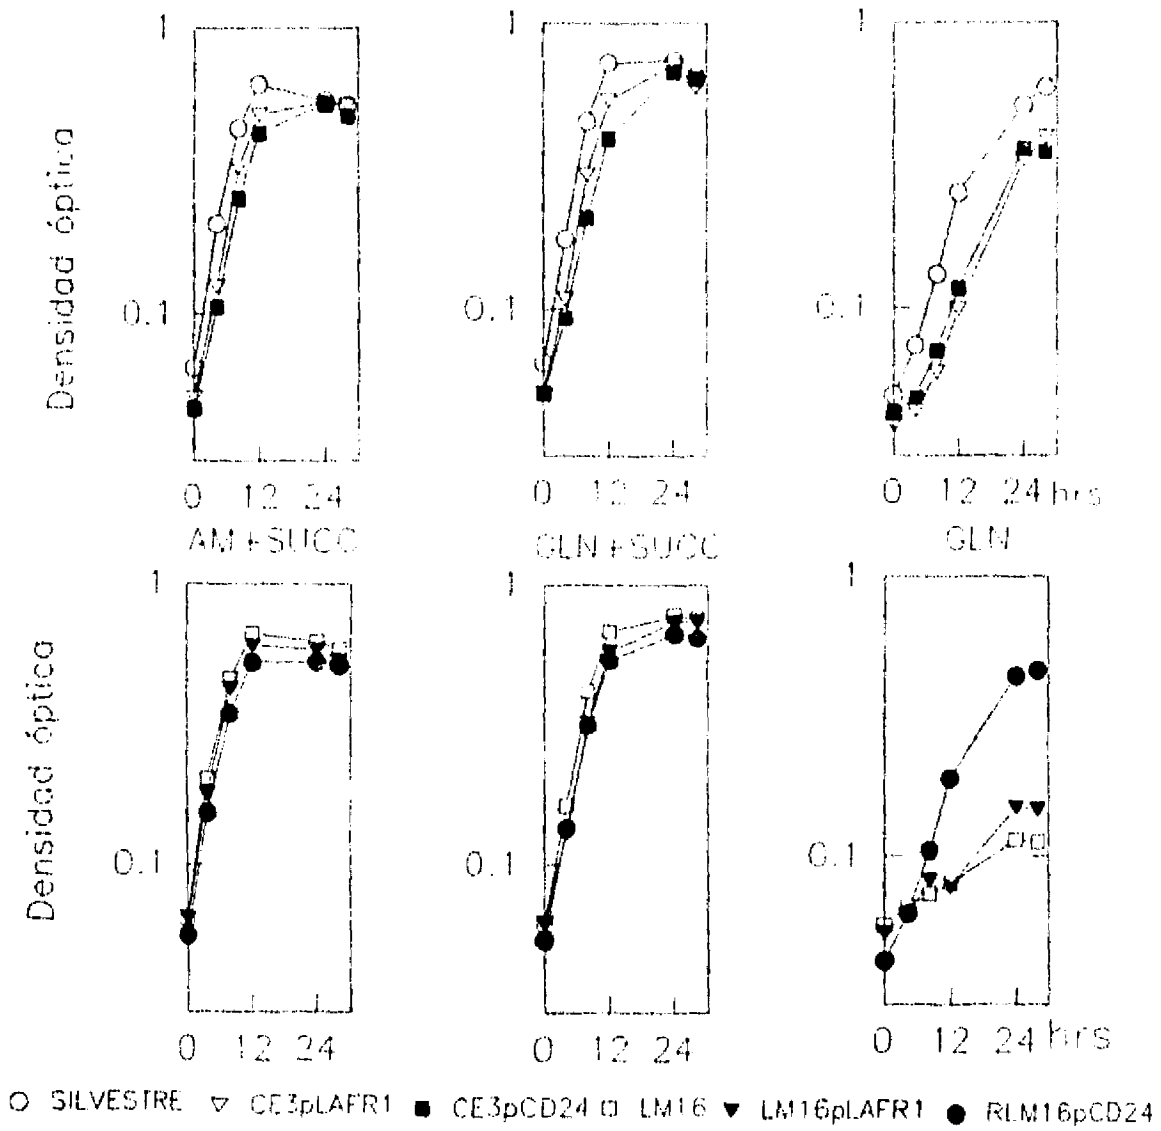 1 1 1
Densidad óptica
0.1 0.1 0.1
0 12 24 0 12 24 0 12 24 hrs
AM+SUCC GLN+SUCC GLN
1 1 1
Densidad óptica
0.1 0.1 0.1
0 12 24 0 12 24 0 12 24 hrs
SILVESTRE CE3pLAFR1 CE3pCD24 LM16 LM16pLAFR1 RLM16pCD24